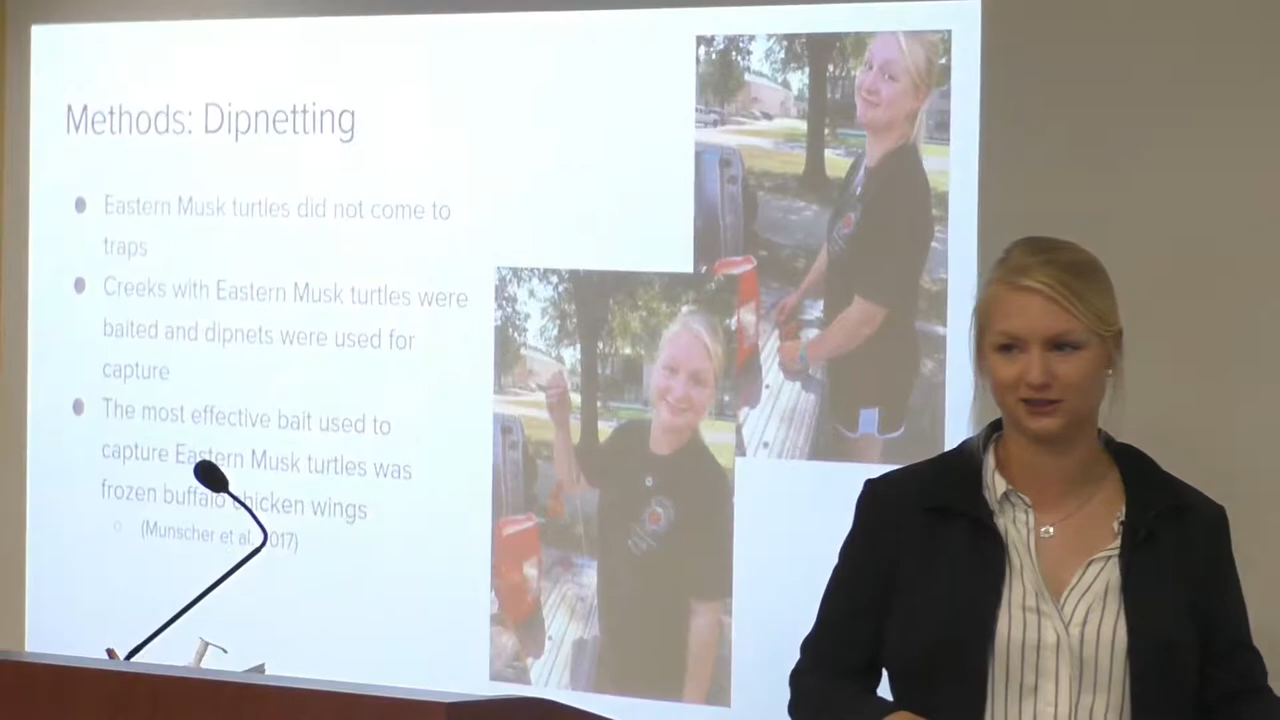 Methods: Dipnetting
Eastern Musk turtles did not come to
traps
Creeks with Eastern Musk turtles were
baited and dipnets were used for
capture
The most effective bait used to
capture Eastern Musk turtles was
frozen buffalo chicken wings
(Munscher et al. 2017)